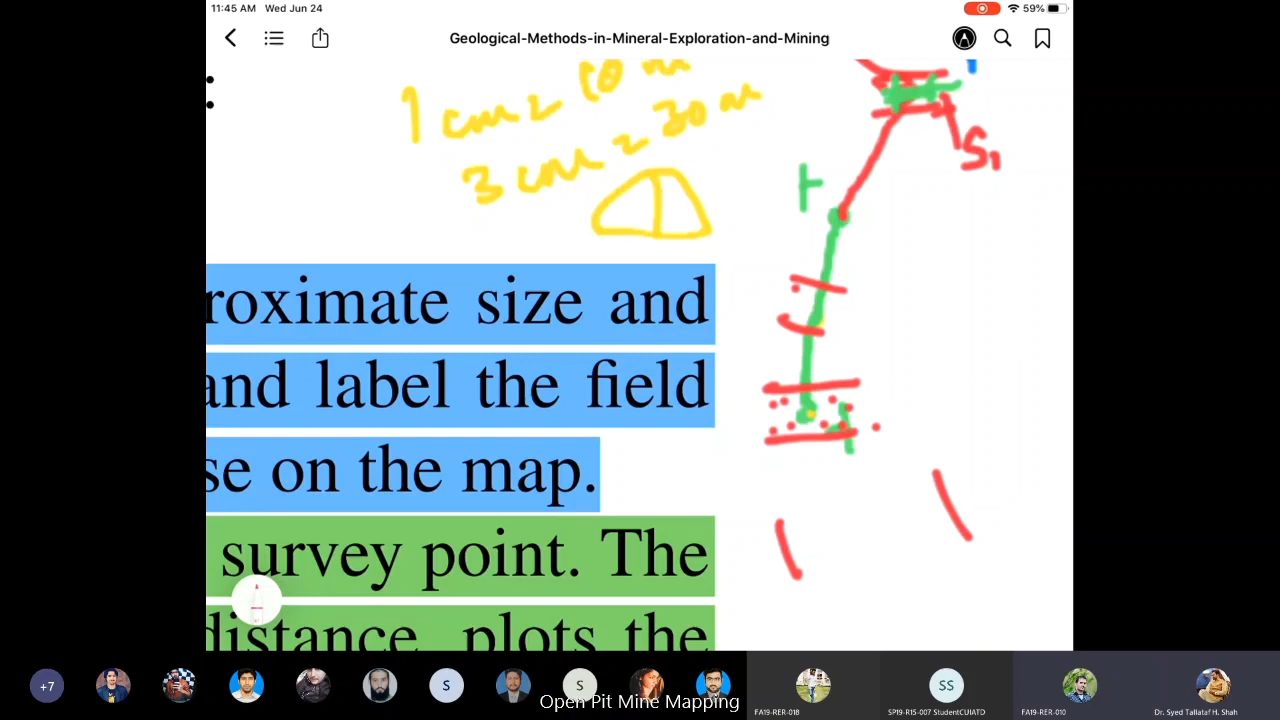 11:45 AM Wed Jun 24
59%
Geological-Methods-in-Mineral-Exploration-and-Mining
1 cm = 10 m
3 cm = 30 m
S1
roximate size and
and label the field
se on the map.
survey point. The
distance, plots the
+7
S
S
SS
Open Pit Mine Mapping
FA19-RER-018
SP19-R15-007 StudentCUIATD
FA19-RER-010
Dr. Syed Tallataf H. Shah